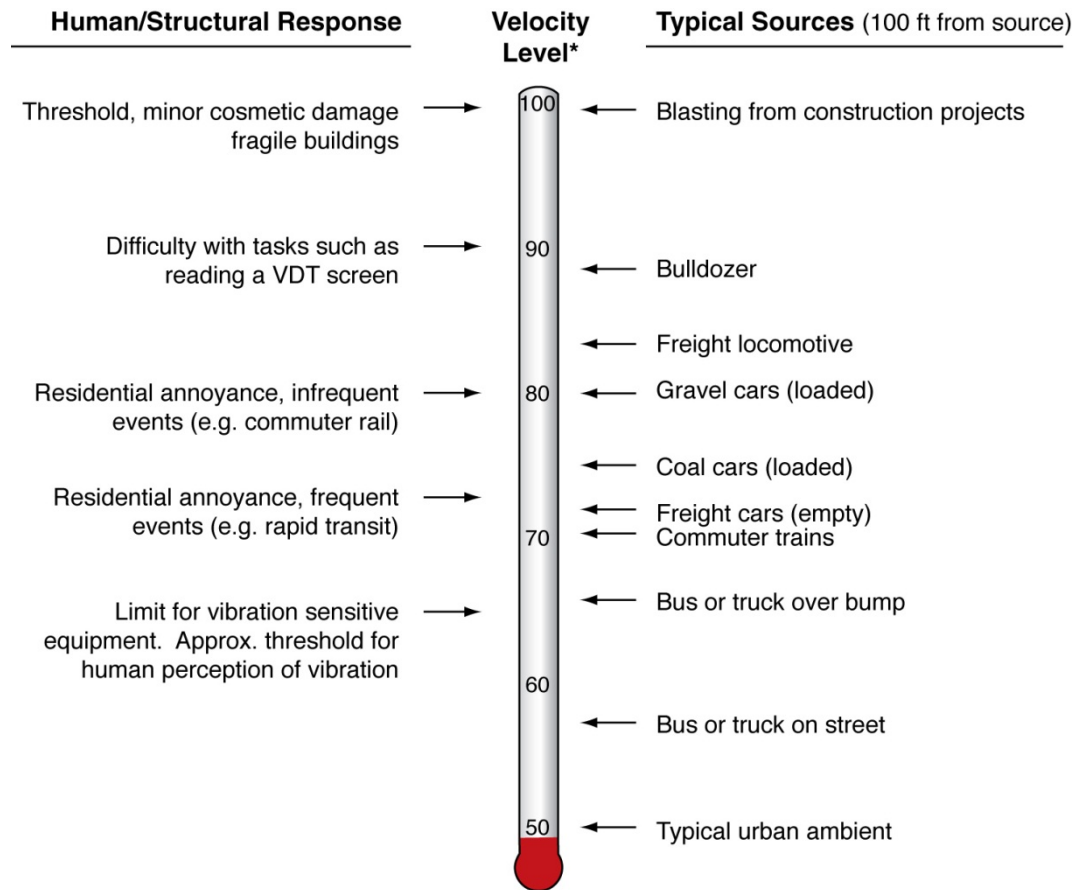 Human/Structural Response
Velocity
Level*
Typical Sources (100 ft from source)
Threshold, minor cosmetic damage
fragile buildings
100
Blasting from construction projects
Difficulty with tasks such as
reading a VDT screen
90
Bulldozer
Freight locomotive
Residential annoyance, infrequent
events (e.g. commuter rail)
80
Gravel cars (loaded)
Coal cars (loaded)
Residential annoyance, frequent
events (e.g. rapid transit)
Freight cars (empty)
70
Commuter trains
Limit for vibration sensitive
equipment. Approx. threshold for
human perception of vibration
Bus or truck over bump
60
Bus or truck on street
50
Typical urban ambient